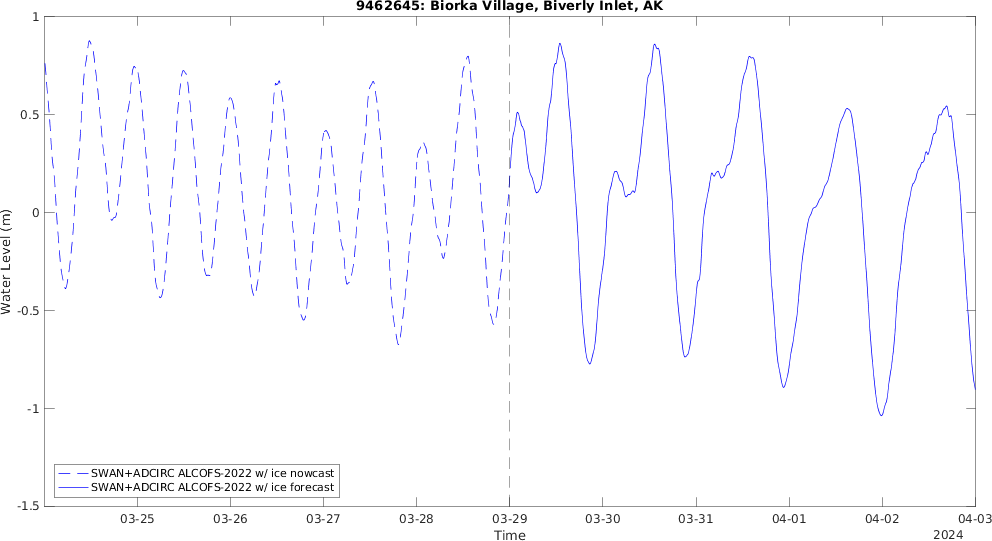 9462645: Biorka Village, Biverly Inlet, AK
Water Level (m)
1
0.5
0
-0.5
-1
-1.5
SWAN+ADCIRC ALCOFS-2022 w/ ice nowcast
SWAN+ADCIRC ALCOFS-2022 w/ ice forecast
03-25 03-26 03-27 03-28 03-29 03-30 03-31 04-01 04-02 04-03
Time
2024